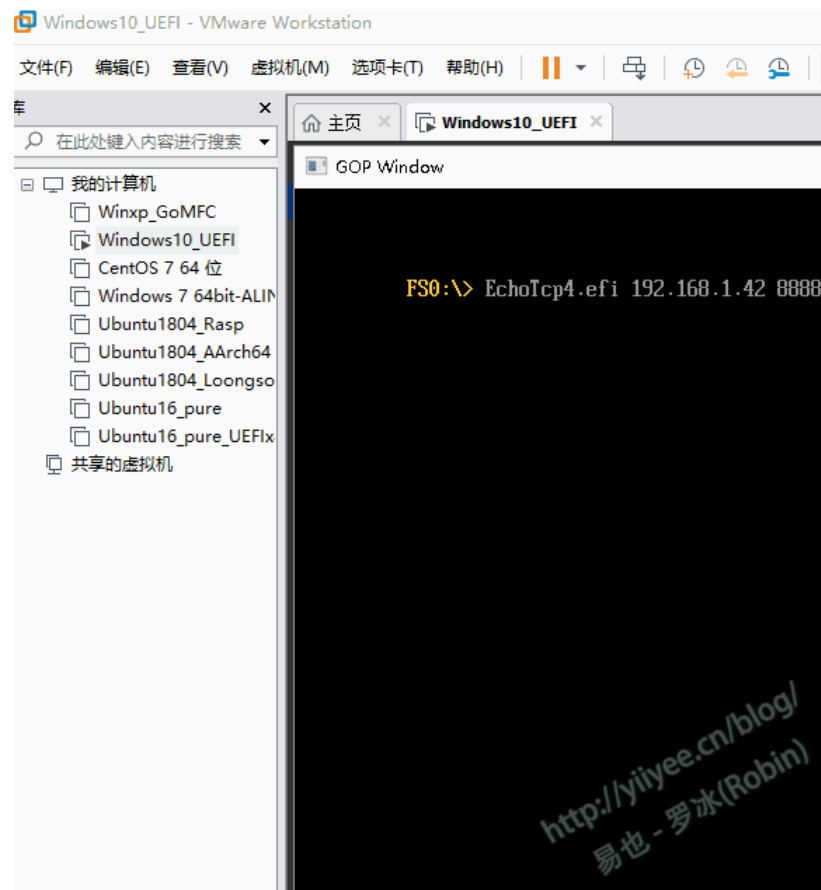 Windows10_UEFI - VMware Workstation
文件(F) 编辑(E) 查看(V) 虚拟机(M) 选项卡(T) 帮助(H)
库
主页 Windows10_UEFI
在此处键入内容进行搜索
GOP Window
我的计算机
Winxp_GoMFC
Windows10_UEFI
CentOS 7 64 位
Windows 7 64bit-ALIN
Ubuntu1804_Rasp
Ubuntu1804_AArch64
Ubuntu1804_Loongso
Ubuntu16_pure
Ubuntu16_pure_UEFIx
共享的虚拟机
FS0:\> EchoTcp4.efi 192.168.1.42 8888
http://yiiyee.cn/blog/
易也 - 罗冰(Robin)